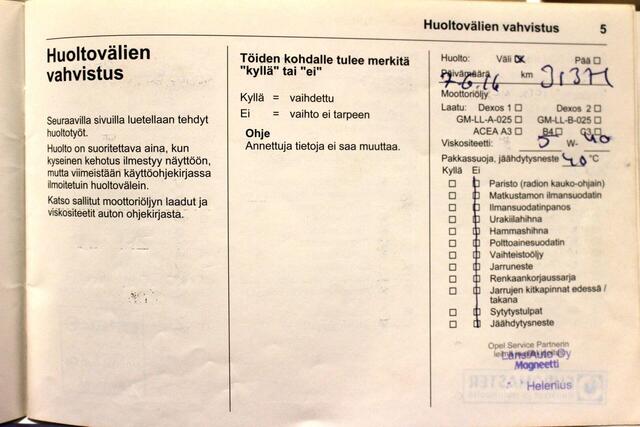 Huoltovälien vahvistus 5
Huoltovälien
vahvistus
Seuraavilla sivuilla luetellaan tehdyt
huoltotyöt.
Huolto on suoritettava aina, kun
kyseinen kehotus ilmestyy näyttöön,
mutta viimeistään käyttöohjekirjassa
ilmoitetuin huoltovälein.
Katso sallitut moottoriöljyn laadut ja
viskositeetit auton ohjekirjasta.
Töiden kohdalle tulee merkitä
"kyllä" tai "ei"
Kyllä = vaihdettu
Ei = vaihto ei tarpeen
Ohje
Annettuja tietoja ei saa muuttaa.
Huolto: Väli ☒ Pää ☐
Päivämäärä 7-6.16 km 31371
Moottoriöljy:
Laatu: Dexos 1 ☐ Dexos 2 ☐
GM-LL-A-025 ☐ GM-LL-B-025 ☐
ACEA A3 ☐ B4 ☐ C3 ☐
Viskositeetti: 5 W- 40
Pakkassuoja, jäähdytysneste 40 °C
Kyllä Ei
☐ ☐ Paristo (radion kauko-ohjain)
☐ ☐ Matkustamon ilmansuodatin
☐ ☐ Ilmansuodatinpanos
☐ ☐ Urakiilahihna
☐ ☐ Hammashihna
☐ ☐ Polttoainesuodatin
☐ ☐ Vaihteistoöljy
☐ ☐ Jarruneste
☐ ☐ Renkaankorjaussarja
☐ ☐ Jarrujen kitkapinnat edessä /
takana
☐ ☐ Sytytystulpat
☐ ☐ Jäähdytysneste
Opel Service Partnerin
LänsiAuto Oy
Magneetti
Helenius